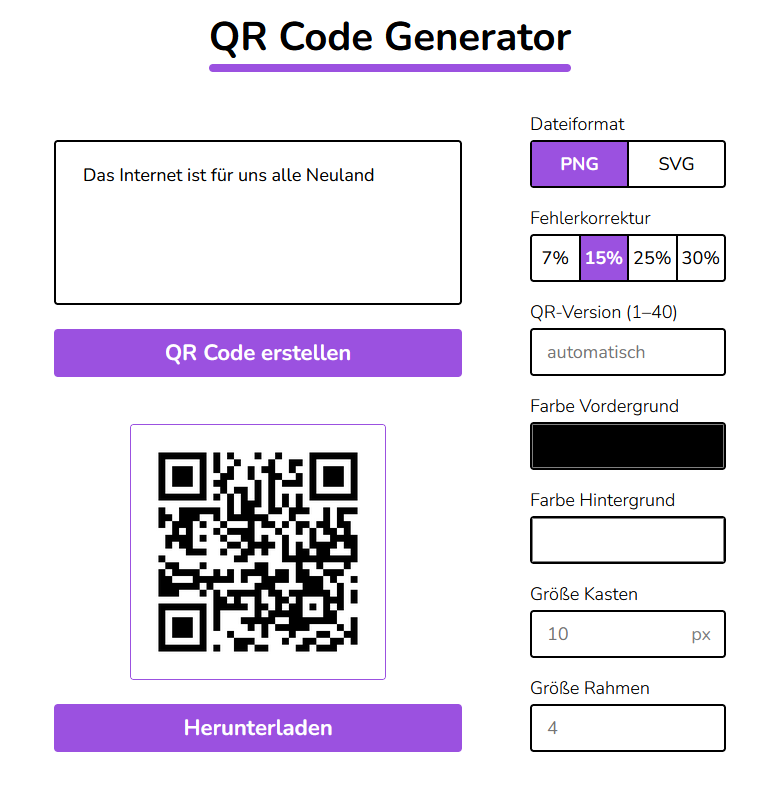 QR Code Generator
Das Internet ist für uns alle Neuland
QR Code erstellen
Herunterladen
Dateiformat
PNG SVG
Fehlerkorrektur
7% 15% 25% 30%
QR-Version (1–40)
automatisch
Farbe Vordergrund
Farbe Hintergrund
Größe Kasten
10 px
Größe Rahmen
4